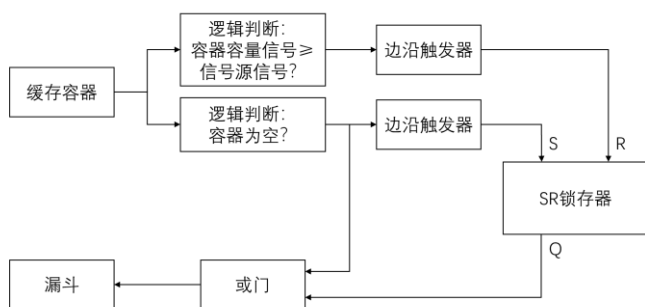 逻辑判断：
容器容量信号≥
信号源信号？
边沿触发器
缓存容器
逻辑判断：
容器为空？
边沿触发器
S
R
SR锁存器
Q
漏斗
或门